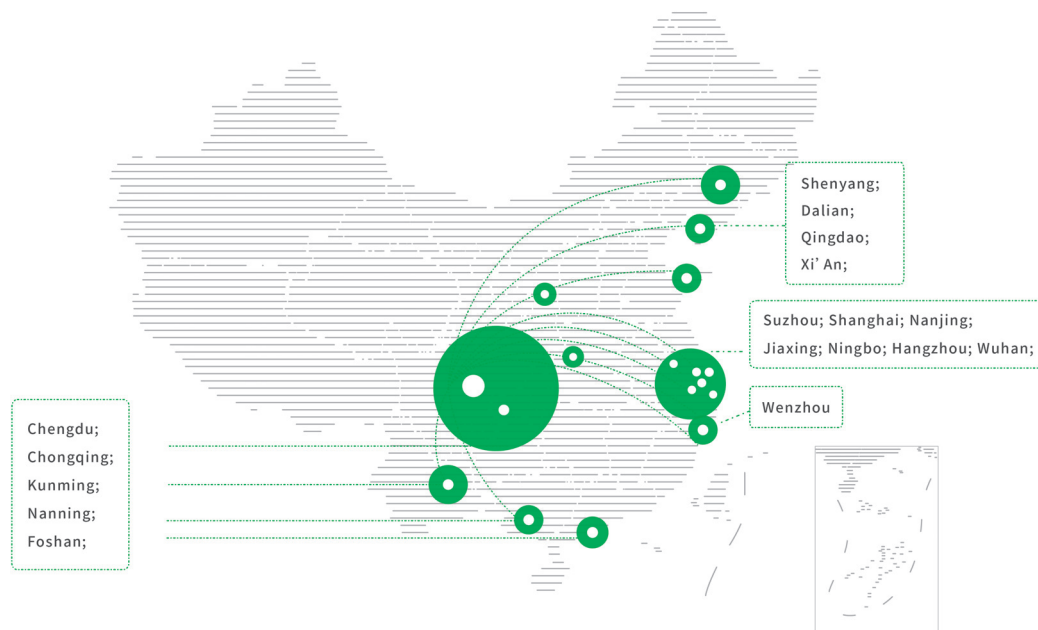 Shenyang;
Dalian;
Qingdao;
Xi’ An;
Suzhou; Shanghai; Nanjing;
Jiaxing; Ningbo; Hangzhou; Wuhan;
Wenzhou
Chengdu;
Chongqing;
Kunming;
Nanning;
Foshan;